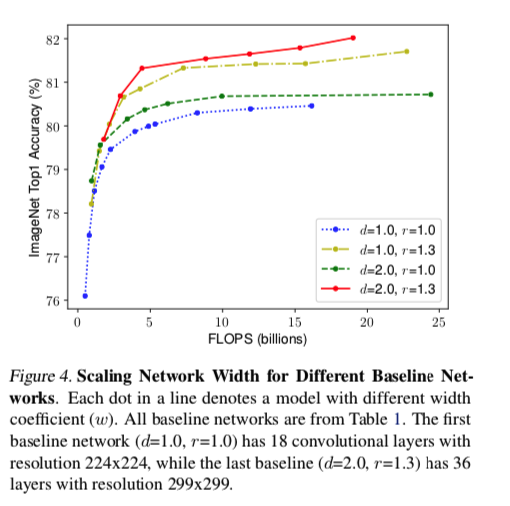 82
81
80
79
78
77
76
ImageNet Top1 Accuracy (%)
d=1.0, r=1.0
d=1.0, r=1.3
d=2.0, r=1.0
d=2.0, r=1.3
0 5 10 15 20 25
FLOPS (billions)
Figure 4. Scaling Network Width for Different Baseline Net-
works. Each dot in a line denotes a model with different width
coefficient (w). All baseline networks are from Table 1. The first
baseline network (d=1.0, r=1.0) has 18 convolutional layers with
resolution 224x224, while the last baseline (d=2.0, r=1.3) has 36
layers with resolution 299x299.